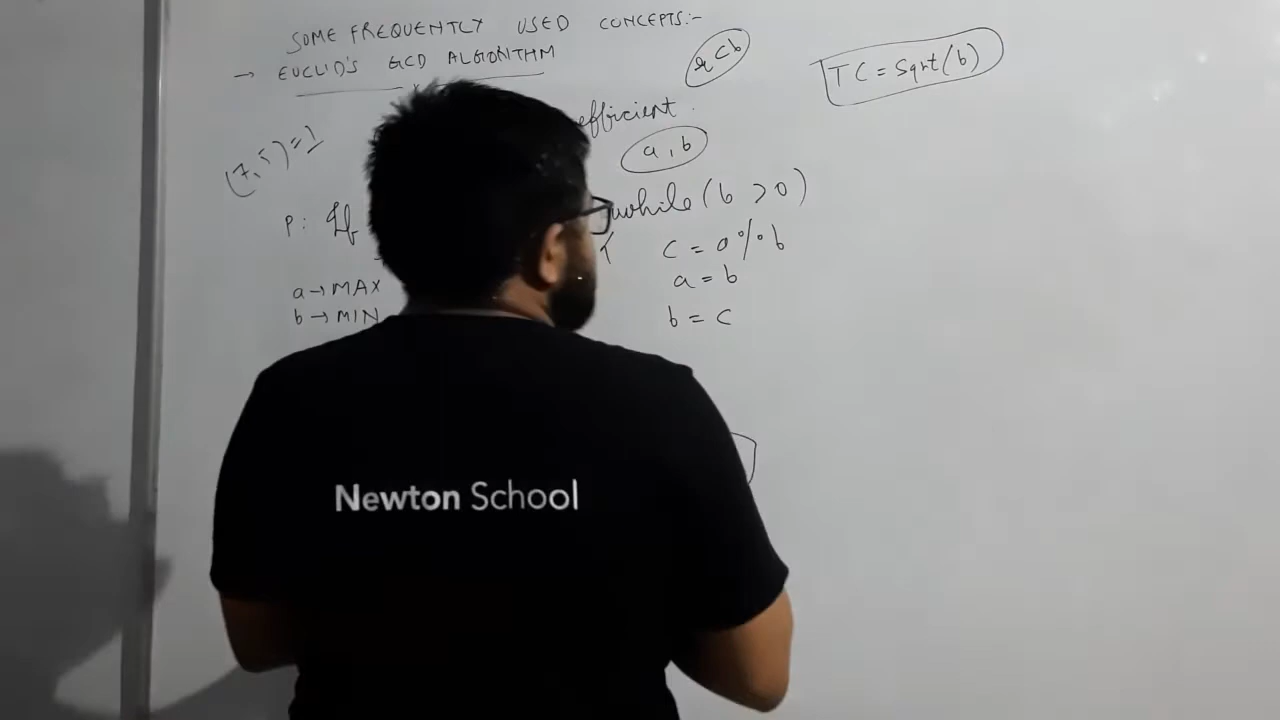 SOME FREQUENTLY USED CONCEPTS:-
→ EUCLID'S GCD ALGORITHM
r<b
TC = Sqrt(b)
efficient.
(7,5)=1
a, b
P: If
while (b >0)
{ c = a%b
a → MAX
a = b
b → MIN
b = c
Newton School